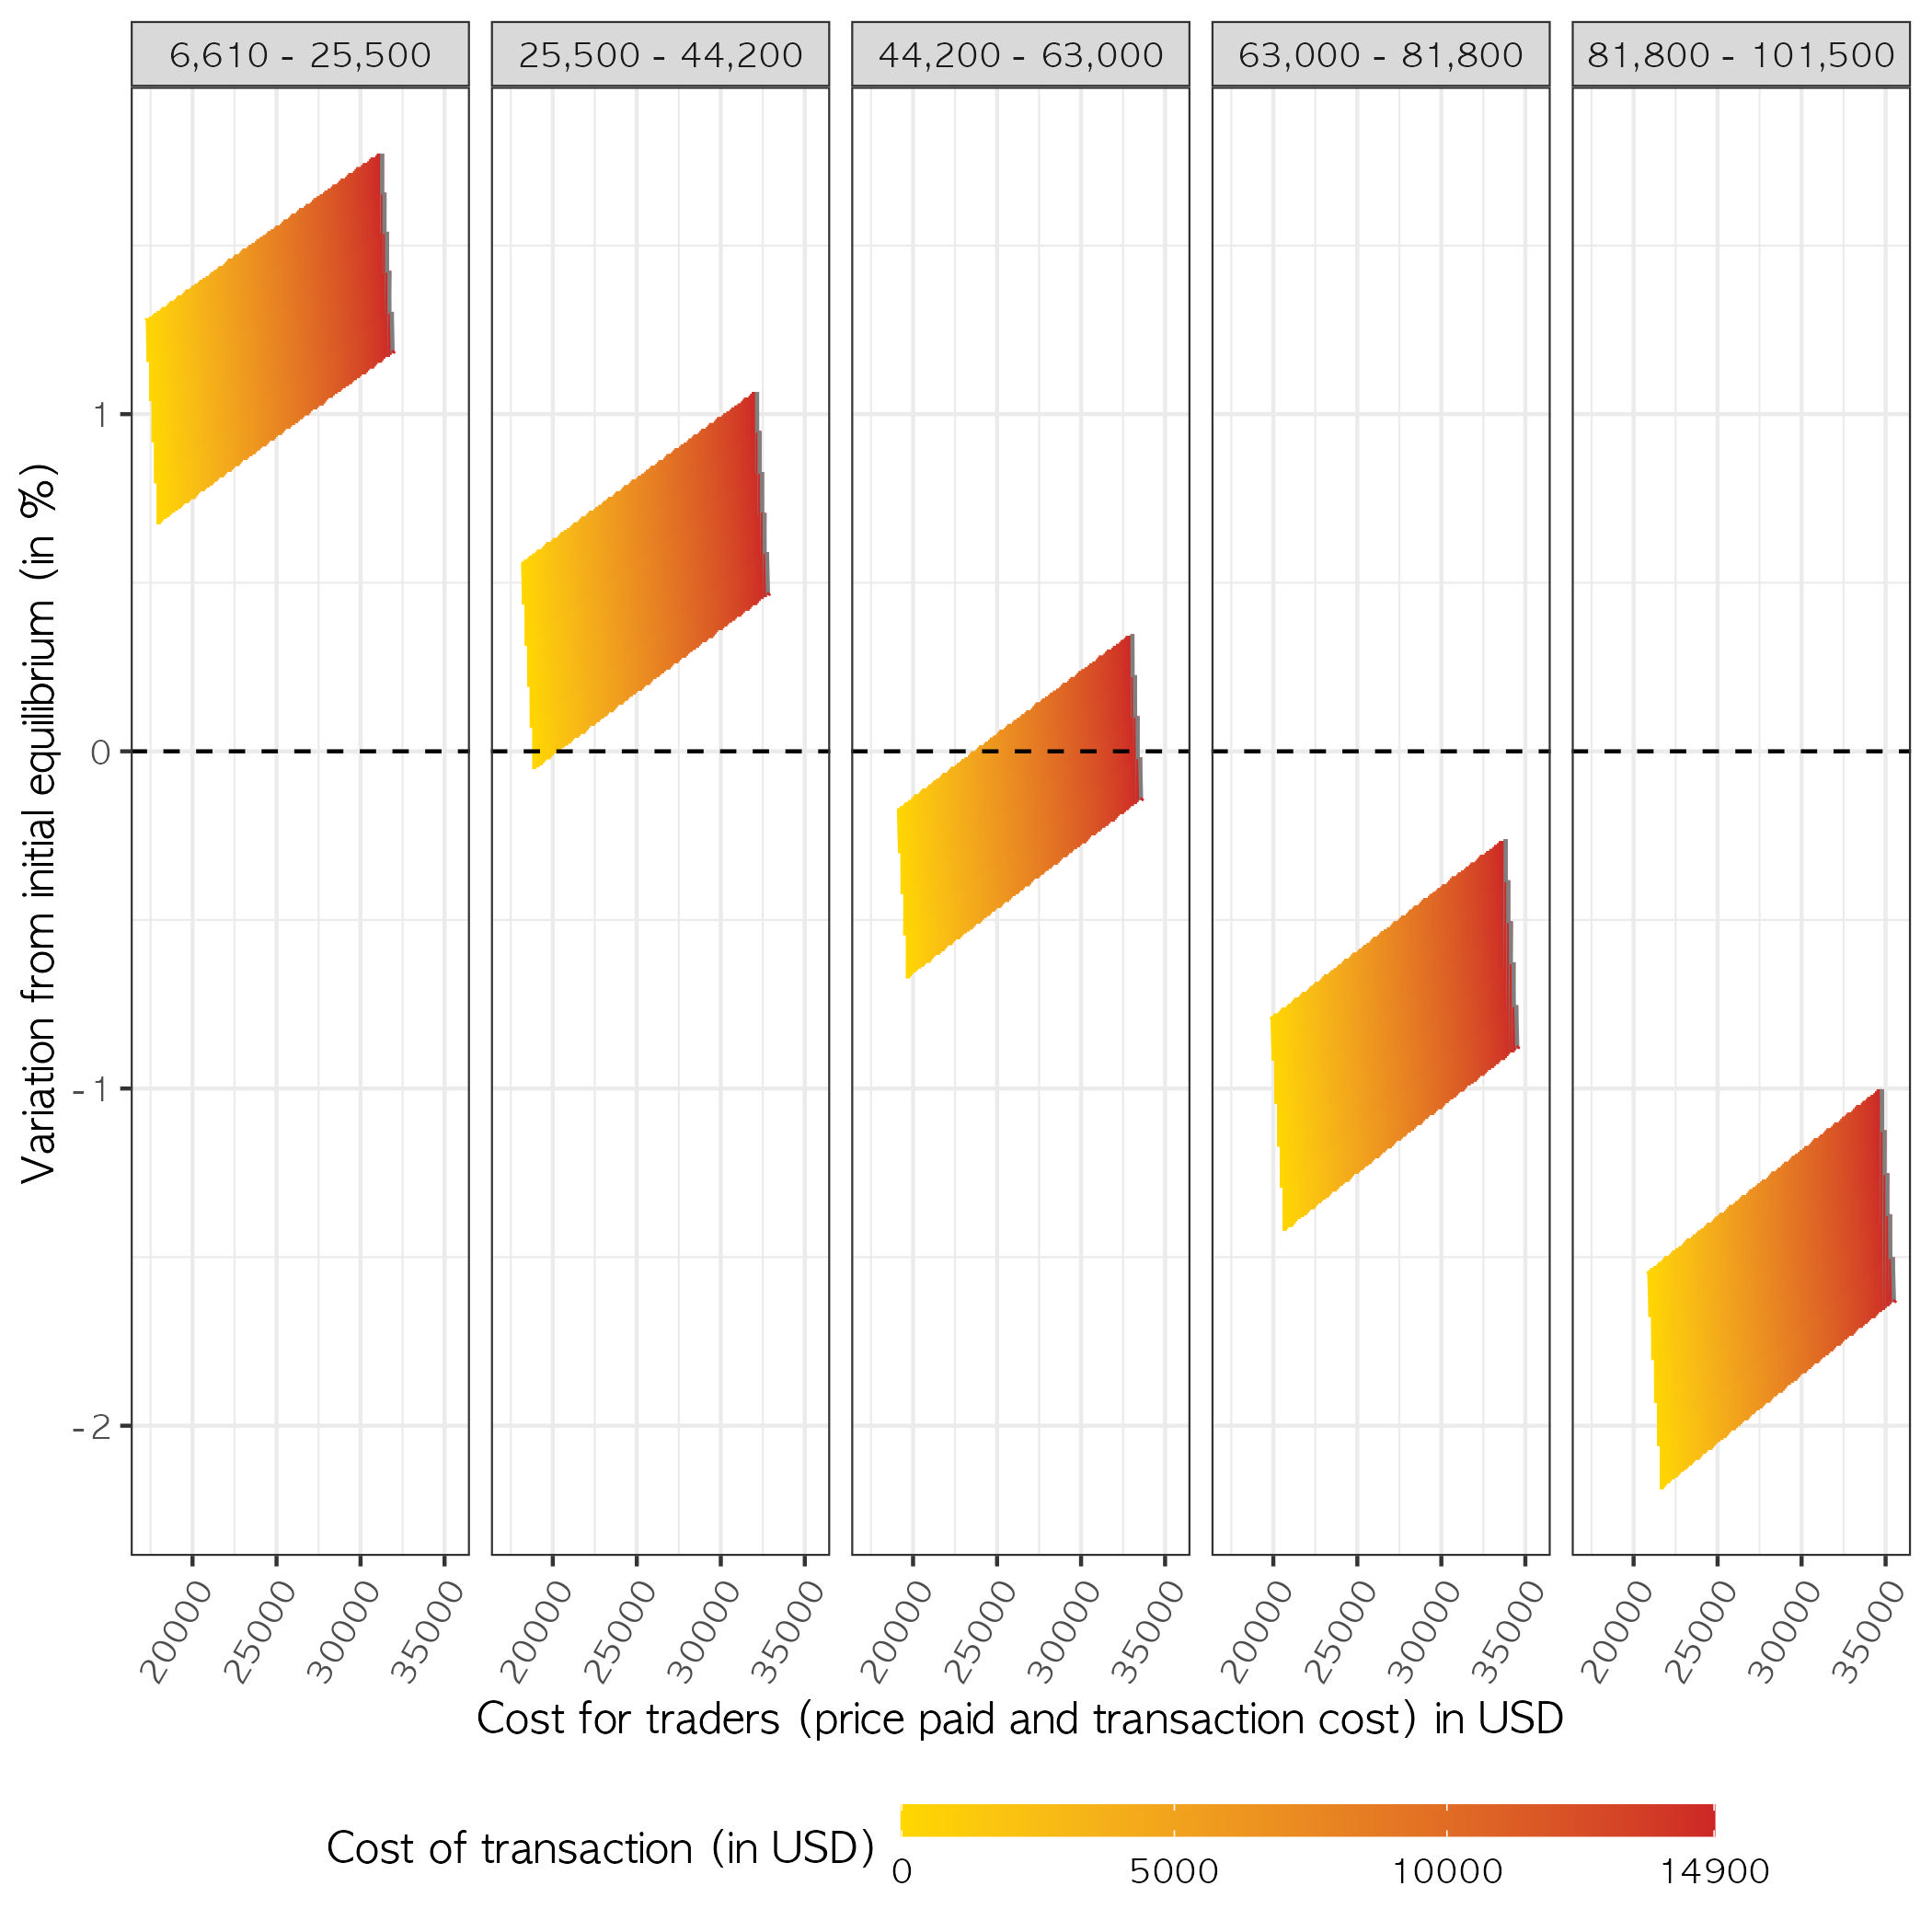 6,610 - 25,500
25,500 - 44,200
44,200 - 63,000
63,000 - 81,800
81,800 - 101,500
Variation from initial equilibrium (in %)
1
0
-1
-2
20000 25000 30000 35000
20000 25000 30000 35000
20000 25000 30000 35000
20000 25000 30000 35000
20000 25000 30000 35000
Cost for traders (price paid and transaction cost) in USD
Cost of transaction (in USD)
0 5000 10000 14900